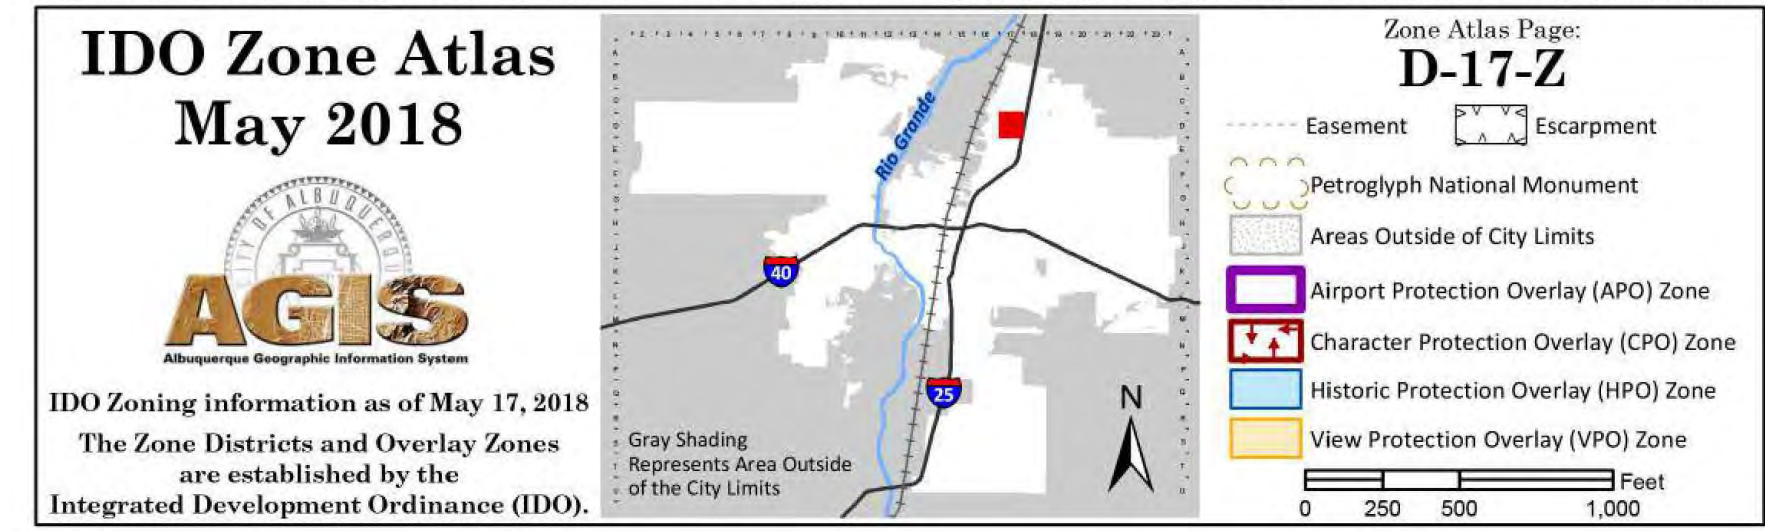 IDO Zone Atlas
May 2018
CITY OF ALBUQUERQUE
AGIS
Albuquerque Geographic Information System
IDO Zoning information as of May 17, 2018
The Zone Districts and Overlay Zones
are established by the
Integrated Development Ordinance (IDO).
Rio Grande
40
25
N
Gray Shading
Represents Area Outside
of the City Limits
Zone Atlas Page:
D-17-Z
Easement
Escarpment
Petroglyph National Monument
Areas Outside of City Limits
Airport Protection Overlay (APO) Zone
Character Protection Overlay (CPO) Zone
Historic Protection Overlay (HPO) Zone
View Protection Overlay (VPO) Zone
Feet
0 250 500 1,000